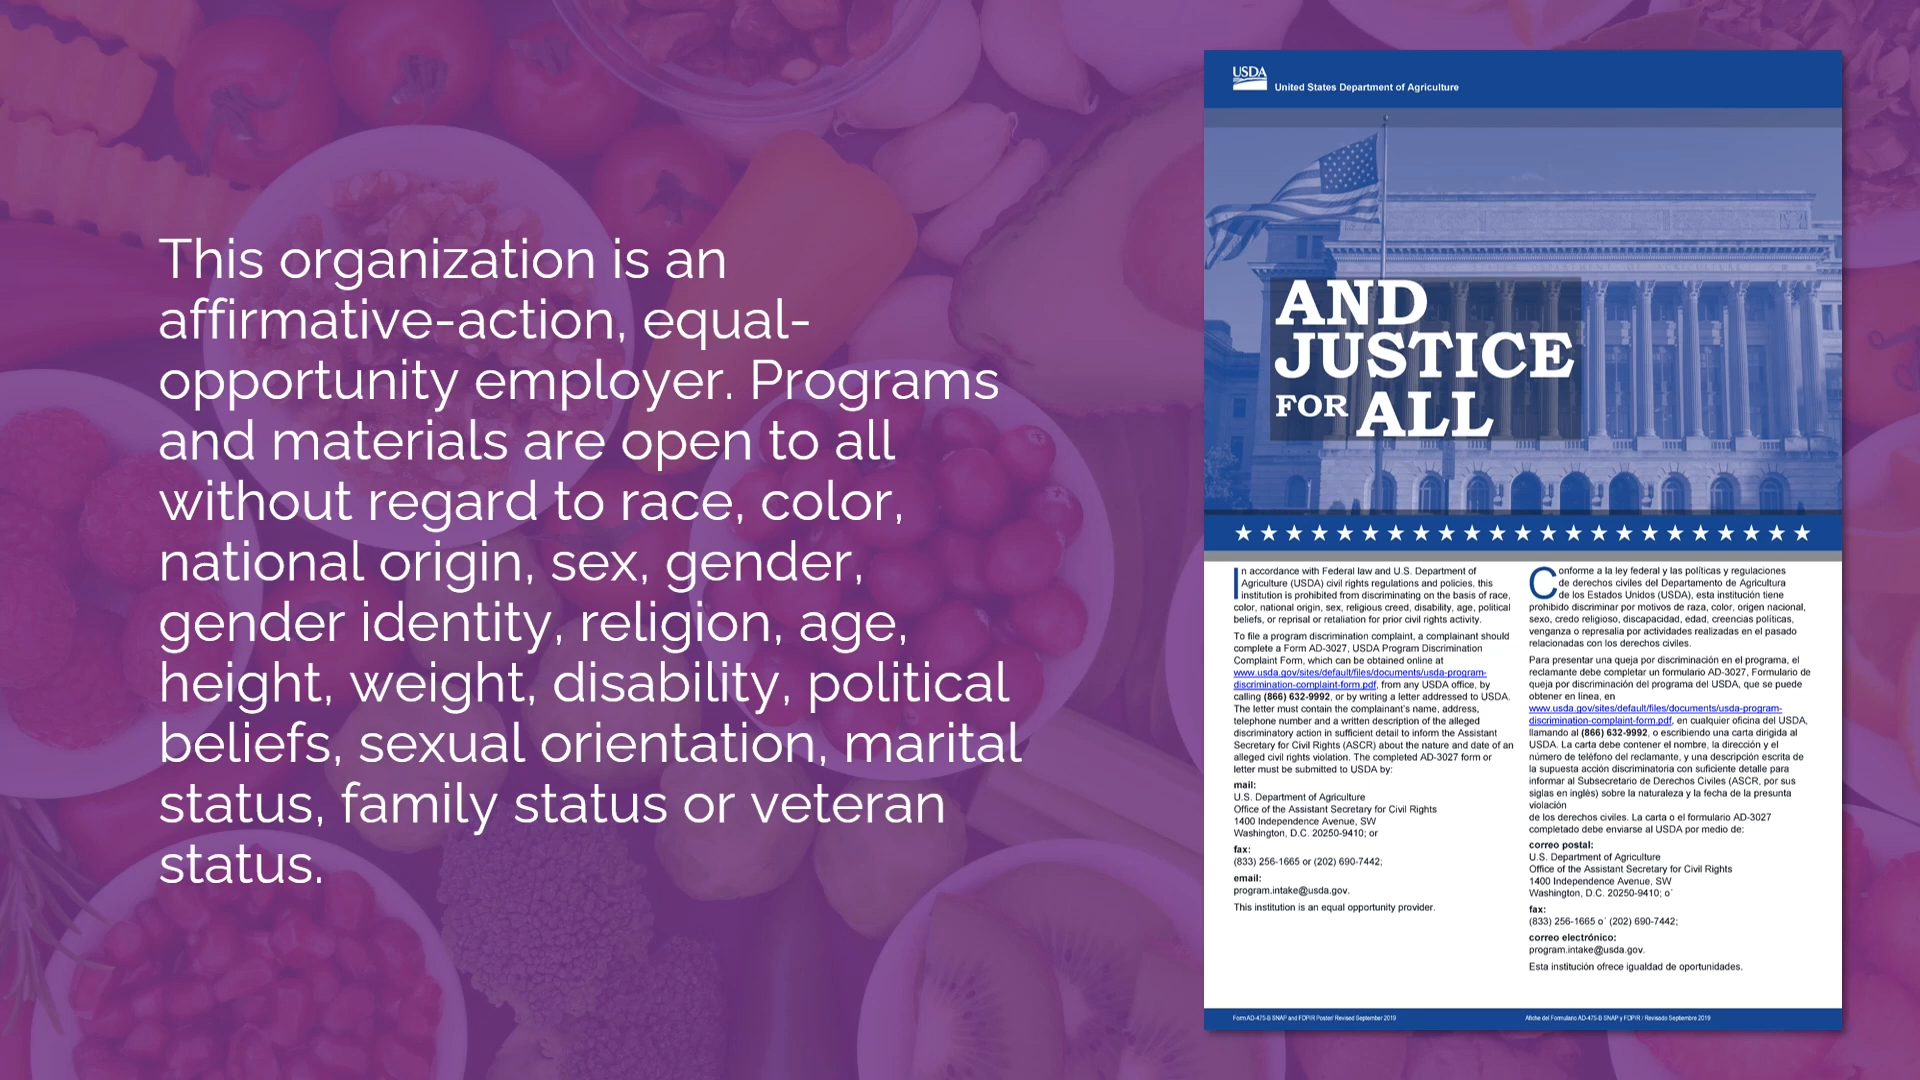 This organization is an
affirmative-action, equal-
opportunity employer. Programs
and materials are open to all
without regard to race, color,
national origin, sex, gender,
gender identity, religion, age,
height, weight, disability, political
beliefs, sexual orientation, marital
status, family status or veteran
status.
USDA
United States Department of Agriculture
AND
JUSTICE
FOR ALL
In accordance with Federal law and U.S. Department of
Agriculture (USDA) civil rights regulations and policies, this
institution is prohibited from discriminating on the basis of race,
color, national origin, sex, religious creed, disability, age, political
beliefs, or reprisal or retaliation for prior civil rights activity.
To file a program discrimination complaint, a complainant should
complete a Form AD-3027, USDA Program Discrimination
Complaint Form, which can be obtained online at
www.usda.gov/sites/default/files/documents/usda-program-
discrimination-complaint-form.pdf, from any USDA office, by
calling (866) 632-9992, or by writing a letter addressed to USDA.
The letter must contain the complainant's name, address,
telephone number and a written description of the alleged
discriminatory action in sufficient detail to inform the Assistant
Secretary for Civil Rights (ASCR) about the nature and date of an
alleged civil rights violation. The completed AD-3027 form or
letter must be submitted to USDA by:
mail:
U.S. Department of Agriculture
Office of the Assistant Secretary for Civil Rights
1400 Independence Avenue, SW
Washington, D.C. 20250-9410; or
fax:
(833) 256-1665 or (202) 690-7442;
email:
program.intake@usda.gov.
This institution is an equal opportunity provider.
Conforme a la ley federal y las políticas y regulaciones
de derechos civiles del Departamento de Agricultura
de los Estados Unidos (USDA), esta institución tiene
prohibido discriminar por motivos de raza, color, origen nacional,
sexo, credo religioso, discapacidad, edad, creencias políticas,
venganza o represalia por actividades realizadas en el pasado
relacionadas con los derechos civiles.
Para presentar una queja por discriminación en el programa, el
reclamante debe completar un formulario AD-3027, Formulario de
queja por discriminación del programa del USDA, que se puede
obtener en línea, en
www.usda.gov/sites/default/files/documents/usda-program-
discrimination-complaint-form.pdf, en cualquier oficina del USDA,
llamando al (866) 632-9992, o escribiendo una carta dirigida al
USDA. La carta debe contener el nombre, la dirección y el
número de teléfono del reclamante, y una descripción escrita de
la supuesta acción discriminatoria con suficiente detalle para
informar al Subsecretario de Derechos Civiles (ASCR, por sus
siglas en inglés) sobre la naturaleza y la fecha de la presunta
violación
de los derechos civiles. La carta o el formulario AD-3027
completado debe enviarse al USDA por medio de:
correo postal:
U.S. Department of Agriculture
Office of the Assistant Secretary for Civil Rights
1400 Independence Avenue, SW
Washington, D.C. 20250-9410; o´
fax:
(833) 256-1665 o´ (202) 690-7442;
correo electrónico:
program.intake@usda.gov.
Esta institución ofrece igualdad de oportunidades.
Form AD-475-B SNAP and FDPIR Poster/ Revised September 2019
Afiche del Formulario AD-475-B SNAP y FDPIR / Revisado Septiembre 2019